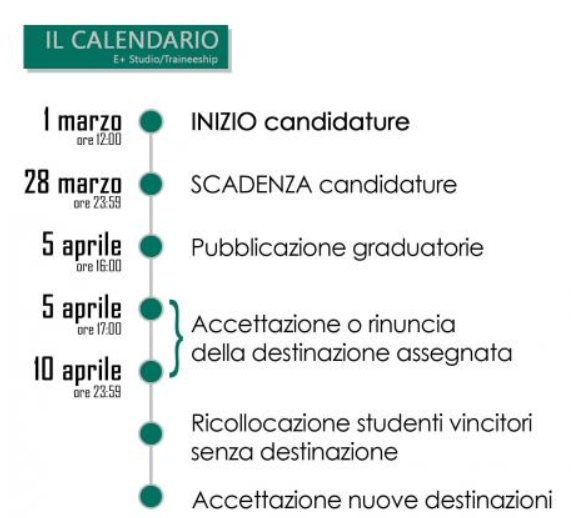 IL CALENDARIO
E+ Studio/Traineeship
1 marzo
ore 12:00
INIZIO candidature
28 marzo
ore 23:59
SCADENZA candidature
5 aprile
ore 16:00
Pubblicazione graduatorie
5 aprile
ore 17:00
10 aprile
ore 23:59
Accettazione o rinuncia
della destinazione assegnata
Ricollocazione studenti vincitori
senza destinazione
Accettazione nuove destinazioni